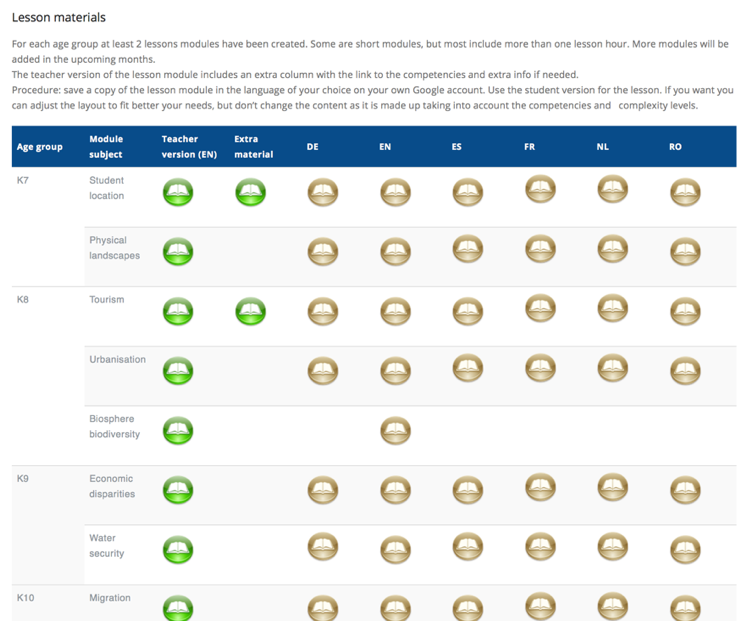 Lesson materials
For each age group at least 2 lessons modules have been created. Some are short modules, but most include more than one lesson hour. More modules will be
added in the upcoming months.
The teacher version of the lesson module includes an extra column with the link to the competencies and extra info if needed.
Procedure: save a copy of the lesson module in the language of your choice on your own Google account. Use the student version for the lesson. If you want you
can adjust the layout to fit better your needs, but don't change the content as it is made up taking into account the competencies and complexity levels.
Age group Module subject Teacher version (EN) Extra material DE EN ES FR NL RO
K7 Student location
Physical landscapes
K8 Tourism
Urbanisation
Biosphere biodiversity
K9 Economic disparities
Water security
K10 Migration